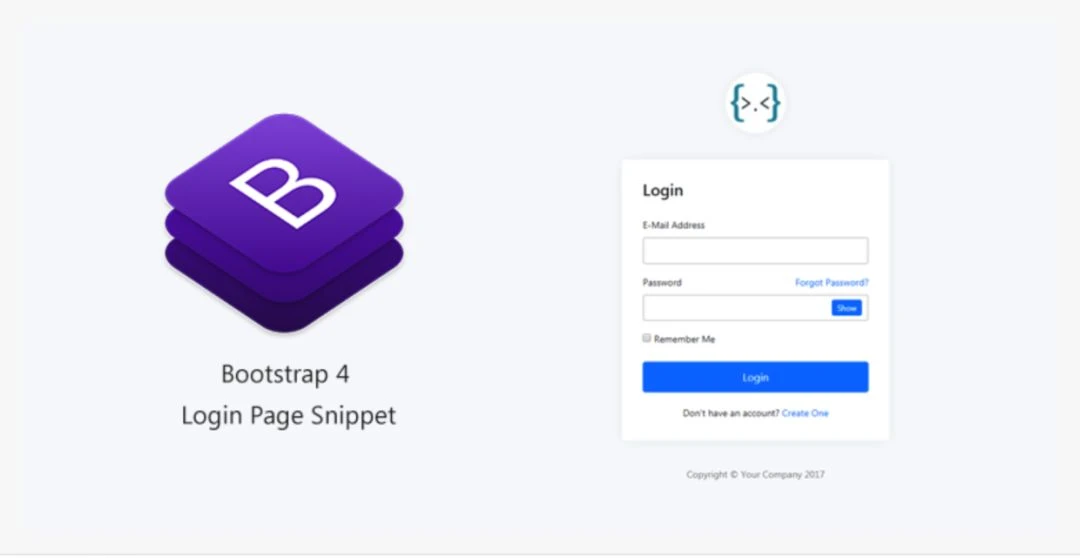 B
Bootstrap 4
Login Page Snippet
{>.<}
Login
E-Mail Address
Password Forgot Password?
Show
Remember Me
Login
Don't have an account? Create One
Copyright © Your Company 2017